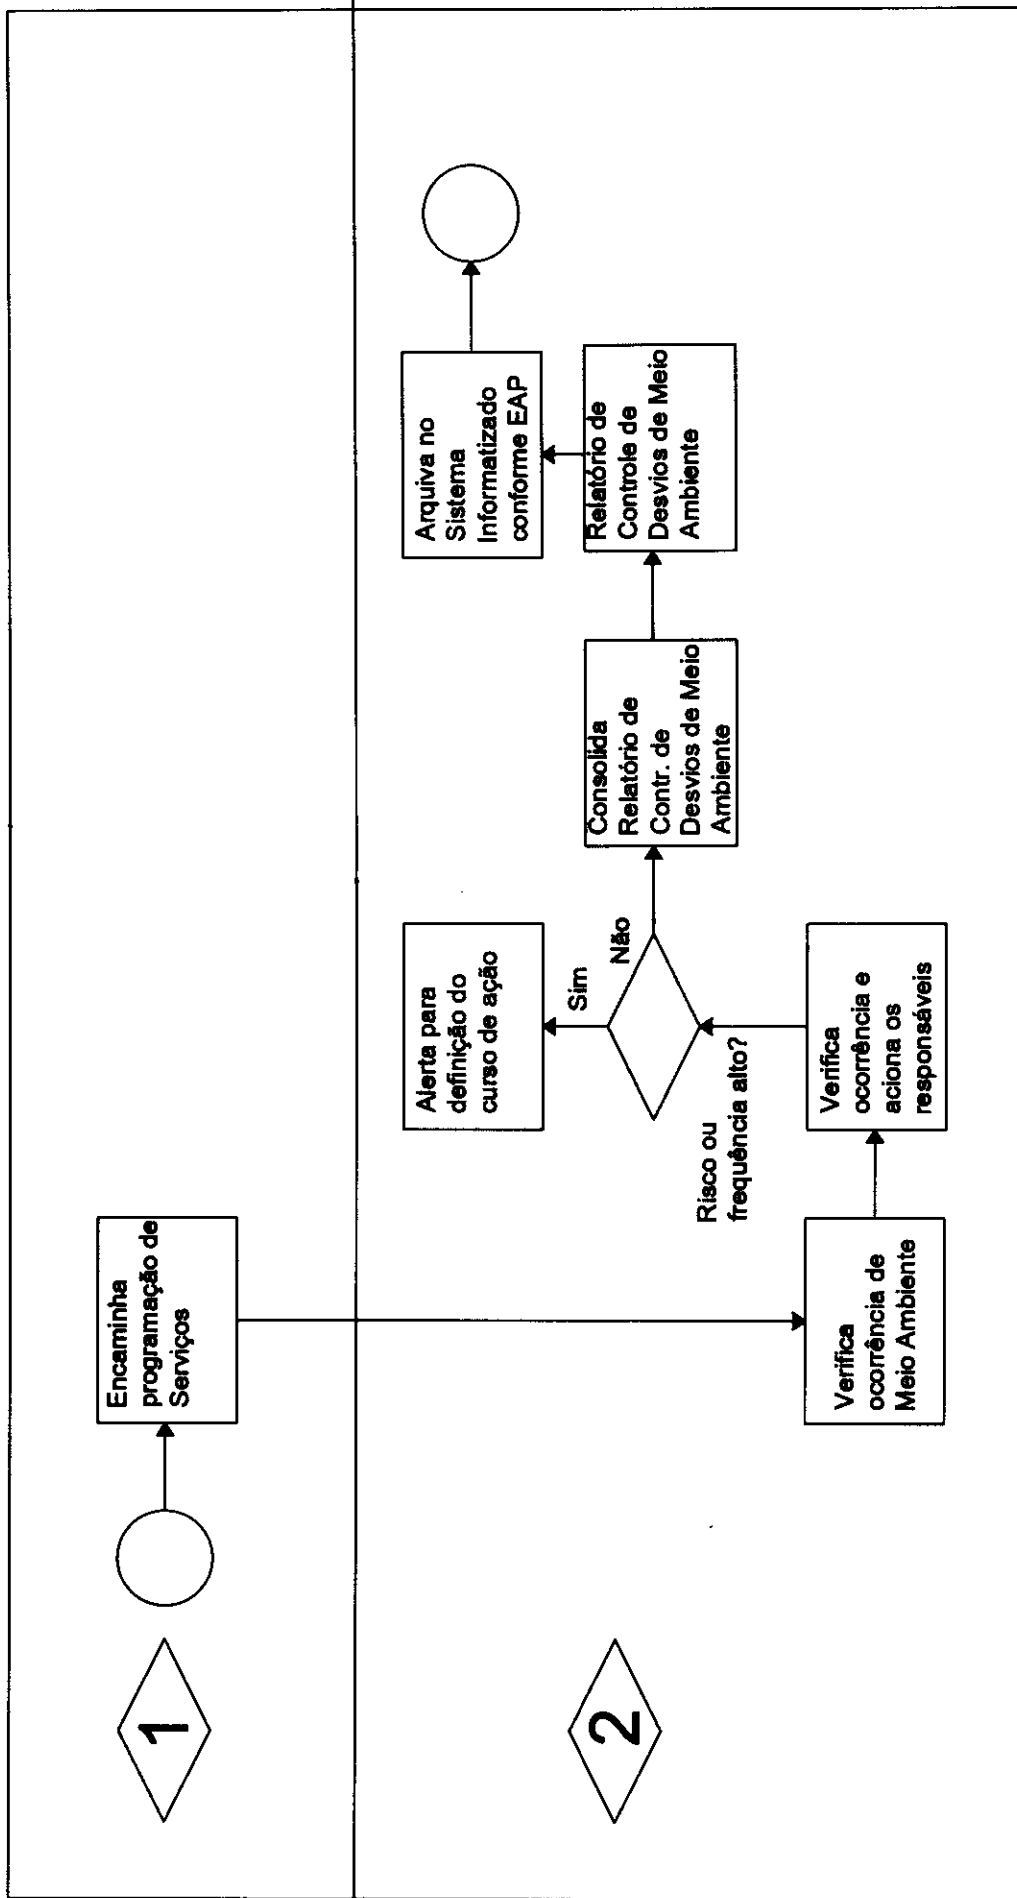 1
Encaminha
programação de
Serviços
2
Verifica
ocorrência de
Meio Ambiente
Verifica
ocorrência e
aciona os
responsáveis
Risco ou
frequência alto?
Sim
Não
Alerta para
definição do
curso de ação
Consolida
Relatório de
Contr. de
Desvios de Meio
Ambiente
Relatório de
Controle de
Desvios de Meio
Ambiente
Arquiva no
Sistema
Informatizado
conforme EAP